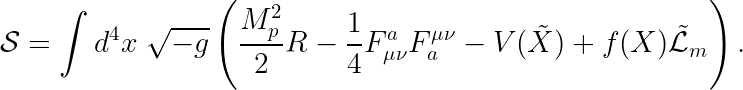 $$\mathcal{S} = \int d^4x \, \sqrt{-g} \left( \frac{M_p^2}{2} R - \frac{1}{4} F^a_{\mu\nu} F_a^{\mu\nu} - V(\tilde{X}) + f(X) \tilde{\mathcal{L}}_m \right).$$